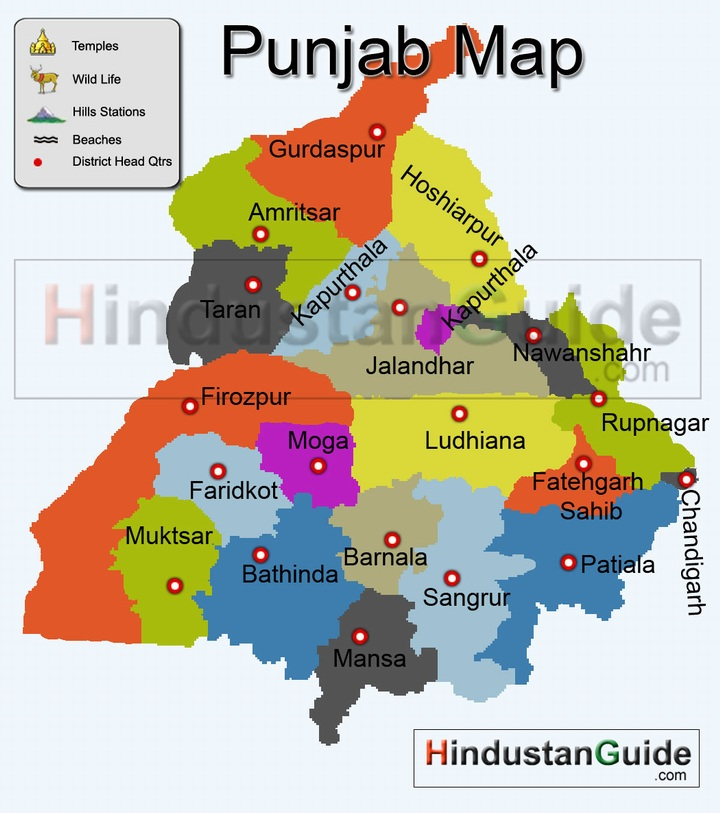 Punjab Map
Temples
Wild Life
Hills Stations
Beaches
District Head Qtrs
Gurdaspur
Hoshiarpur
Amritsar
Kapurthala
Kapurthala
Taran
HindustanGuide
.com
Nawanshahr
Jalandhar
Firozpur
Rupnagar
Moga
Ludhiana
Fatehgarh
Sahib
Faridkot
Chandigarh
Muktsar
Barnala
Patiala
Bathinda
Sangrur
Mansa
HindustanGuide
.com